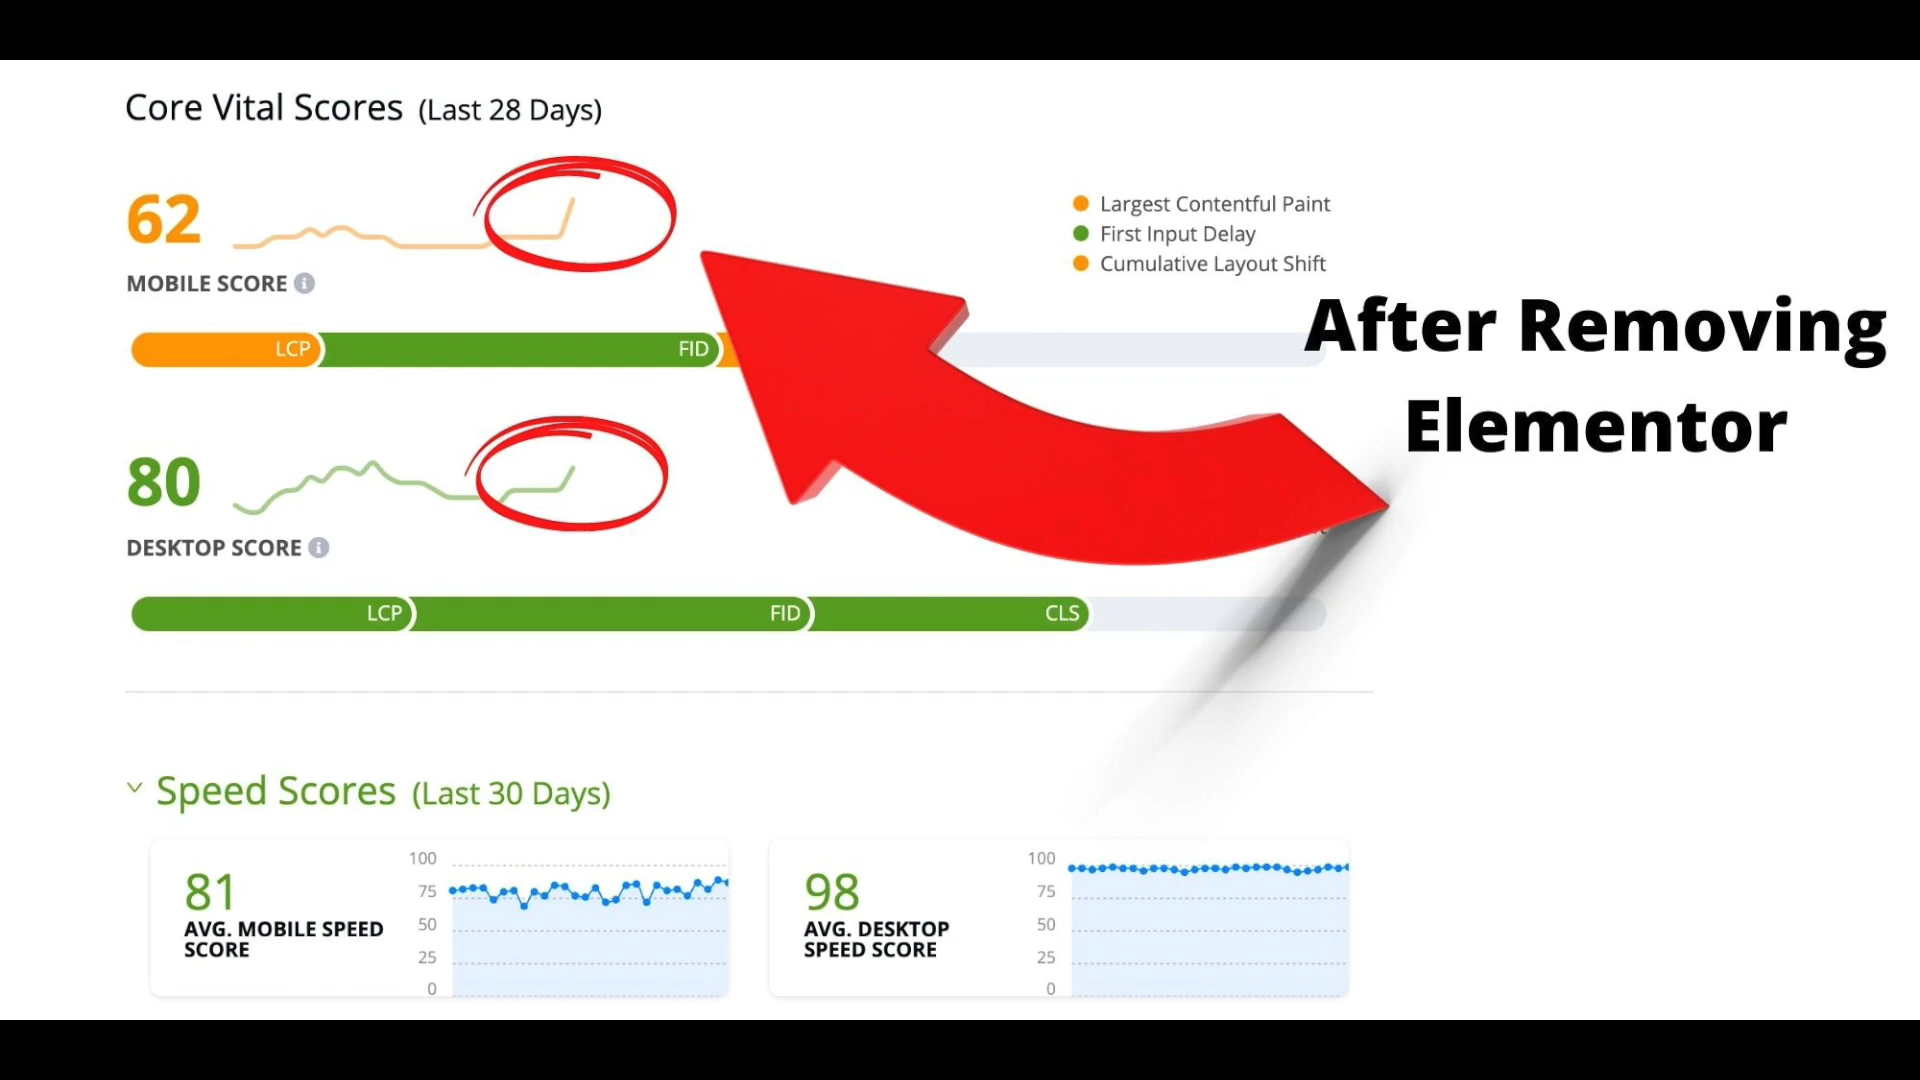 Core Vital Scores (Last 28 Days)
62
MOBILE SCORE
Largest Contentful Paint
First Input Delay
Cumulative Layout Shift
After Removing
Elementor
LCP
FID
80
DESKTOP SCORE
LCP
FID
CLS
Speed Scores (Last 30 Days)
81
AVG. MOBILE SPEED
SCORE
100
75
50
25
0
98
AVG. DESKTOP
SPEED SCORE
100
75
50
25
0